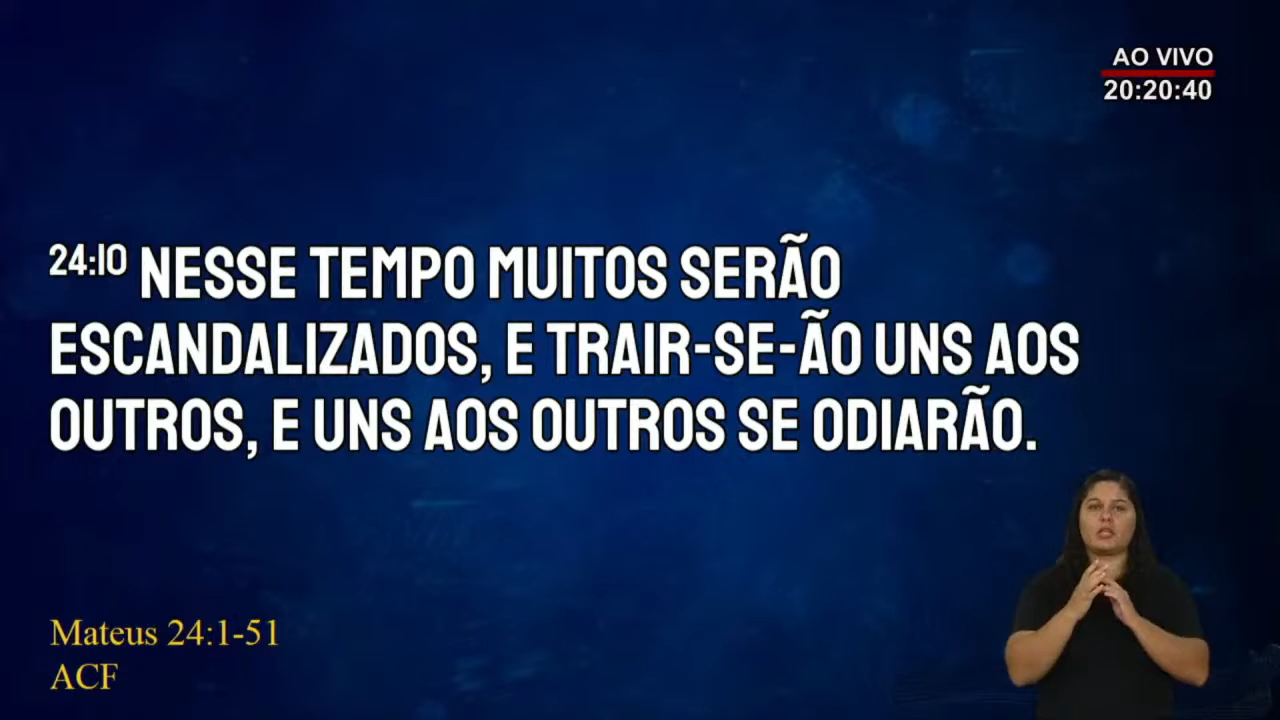 AO VIVO
20:20:40
24:10 NESSE TEMPO MUITOS SERÃO
ESCANDALIZADOS, E TRAIR-SE-ÃO UNS AOS
OUTROS, E UNS AOS OUTROS SE ODIARÃO.
Mateus 24:1-51
ACF